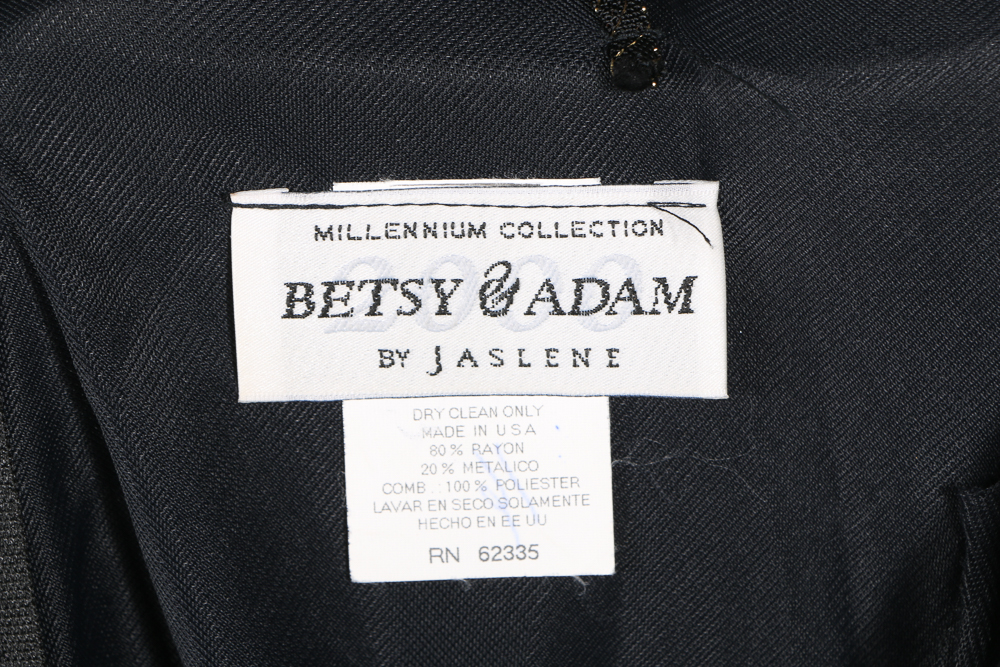 MILLENNIUM COLLECTION
2000
BETSY & ADAM
BY JASLENE
DRY CLEAN ONLY
MADE IN U S A
80 % RAYON
20 % METALICO
COMB .: 100 % POLIESTER
LAVAR EN SECO SOLAMENTE
HECHO EN EE UU
RN 62335